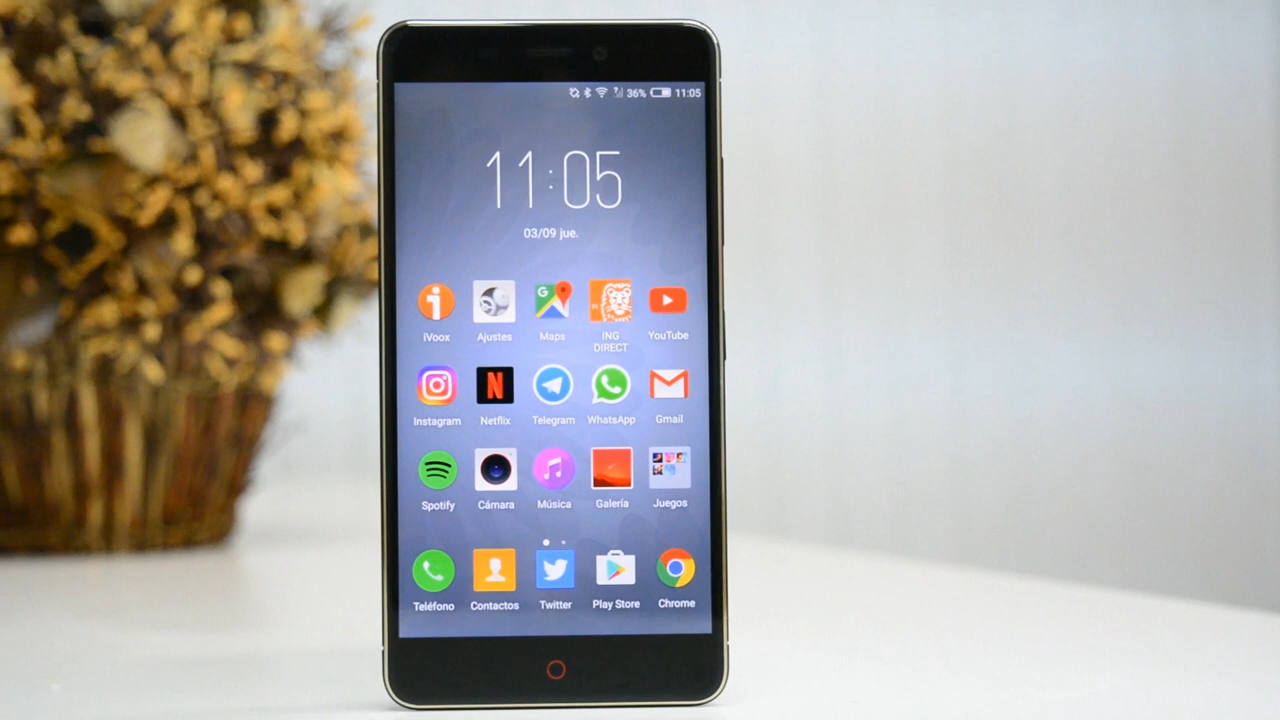 36% 11:05
11:05
03/09 jue.
iVoox Ajustes Maps ING DIRECT YouTube
Instagram Netflix Telegram WhatsApp Gmail
Spotify Cámara Música Galería Juegos
Teléfono Contactos Twitter Play Store Chrome